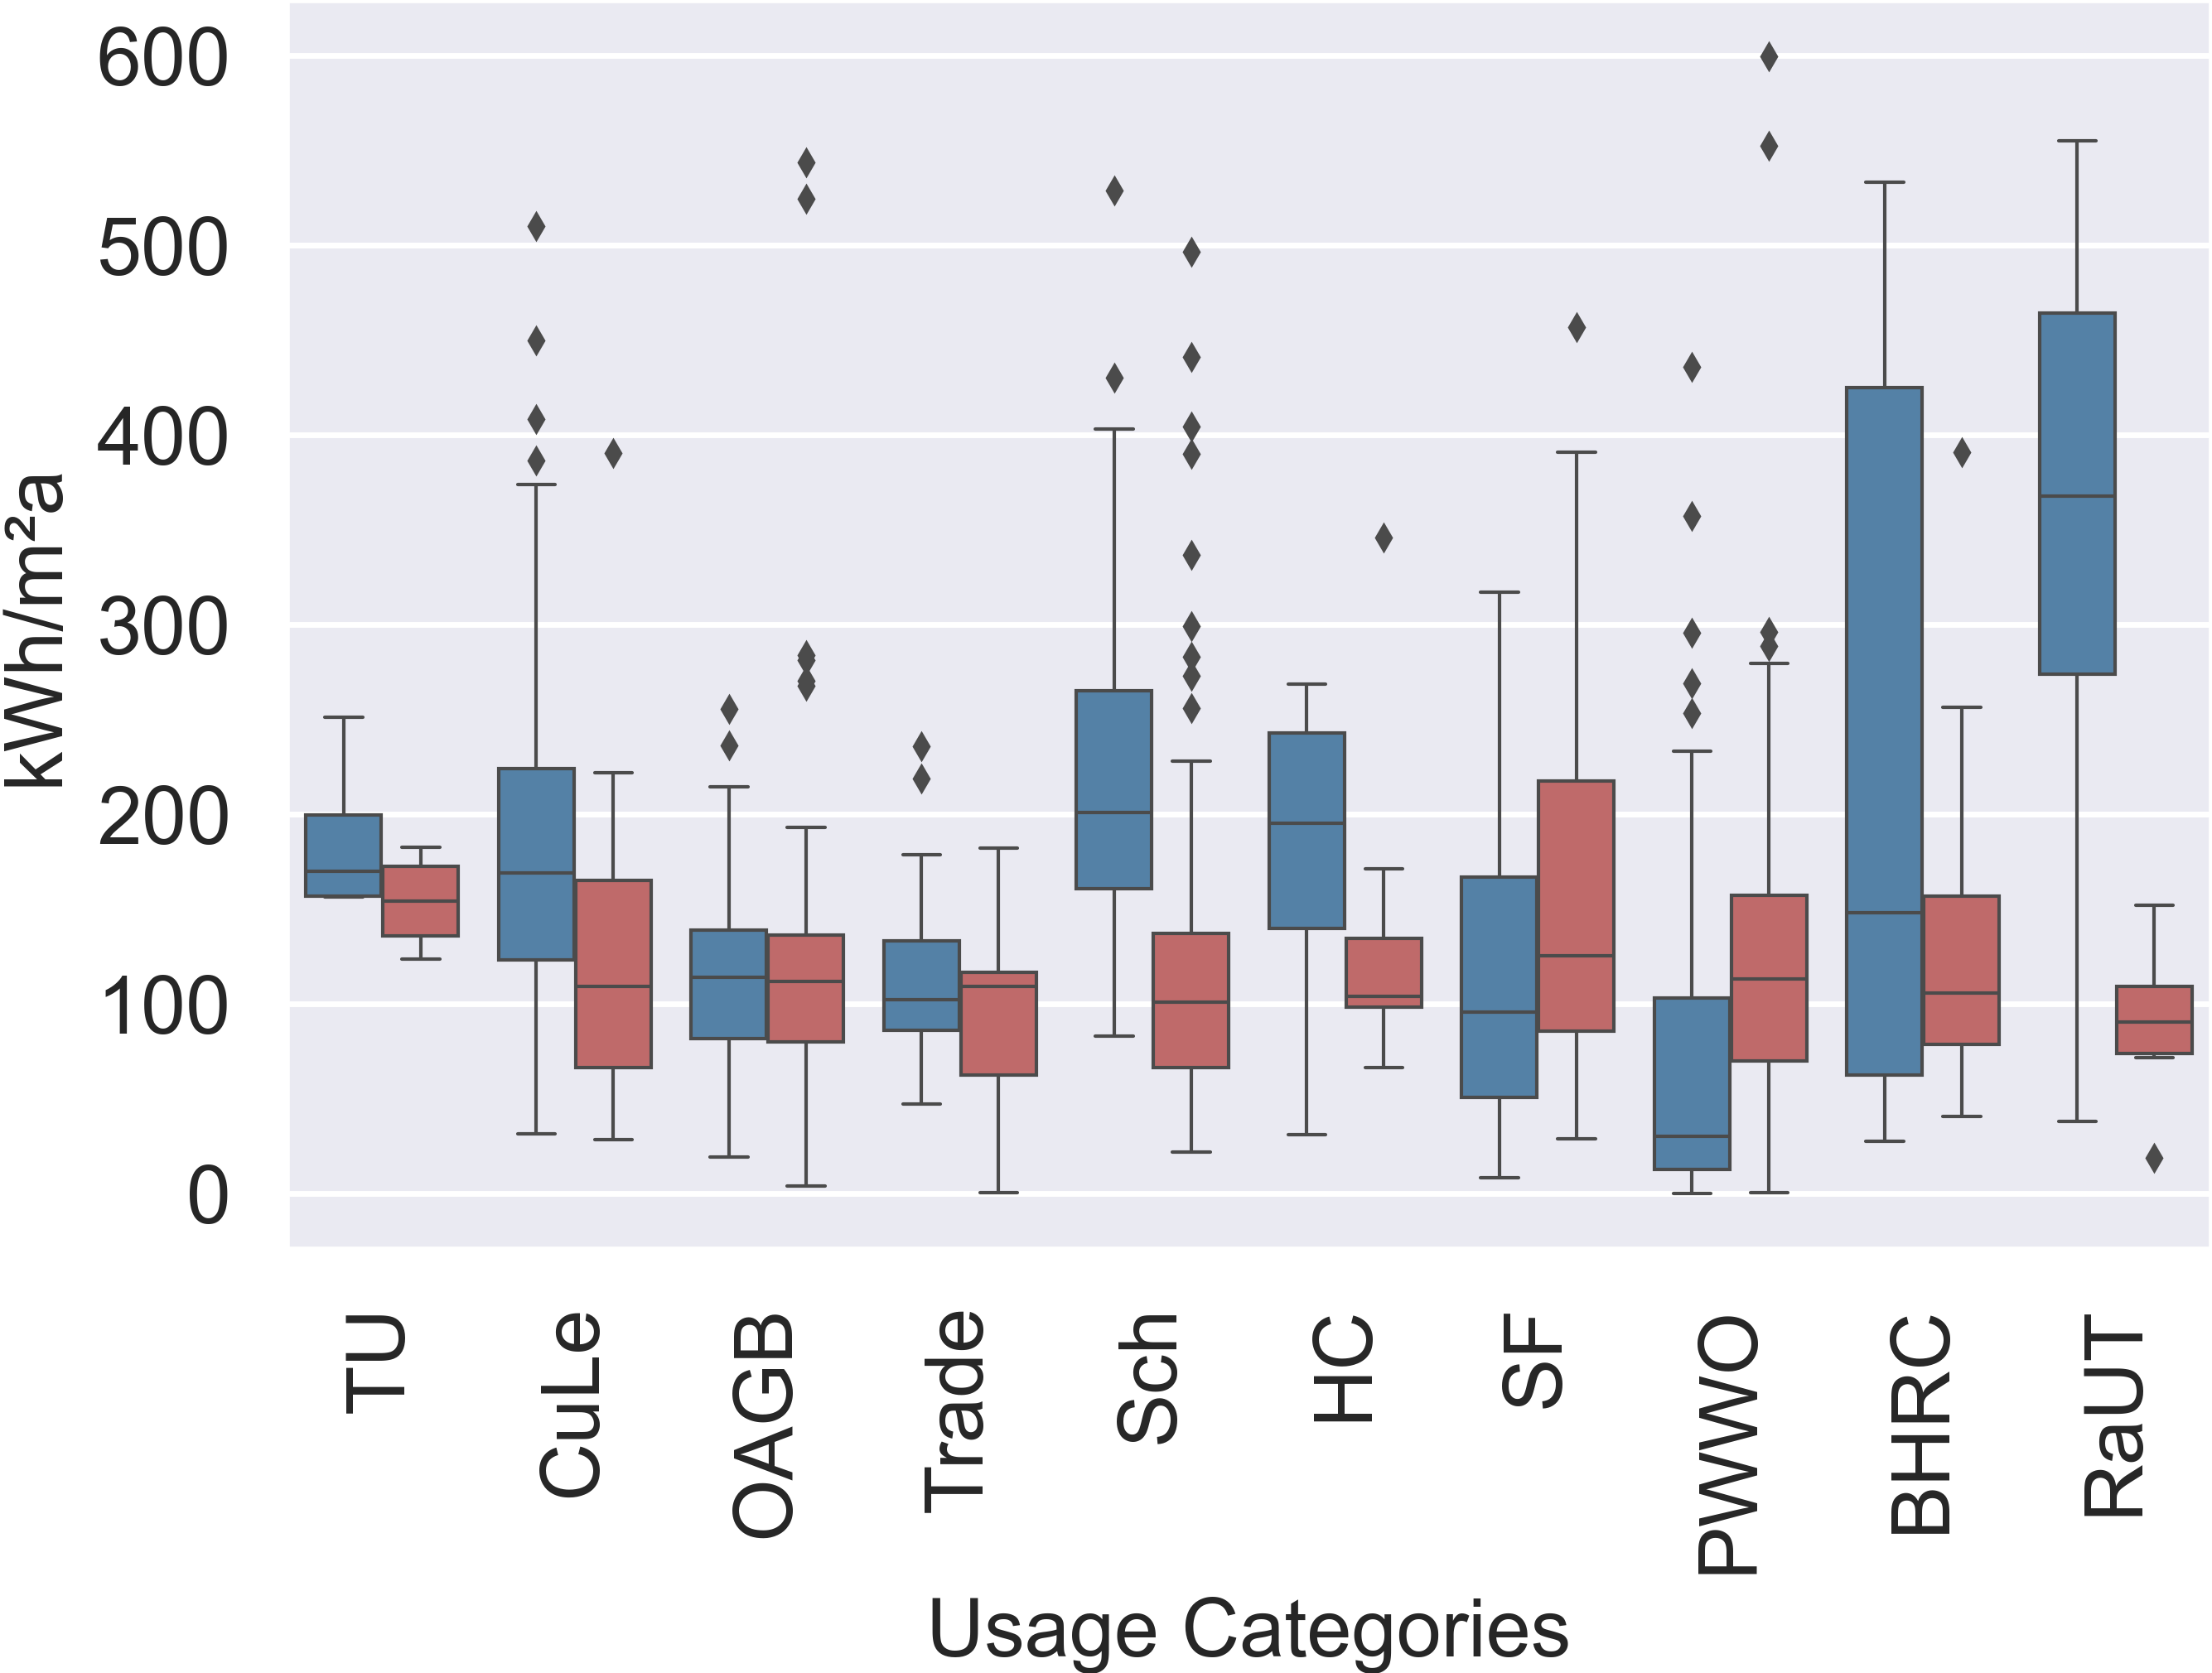 600
500
400
300
200
100
0
kWh/m²a
TU
CuLe
OAGB
Trade
Sch
HC
SF
PWWO
BHRC
RaUT
Usage Categories